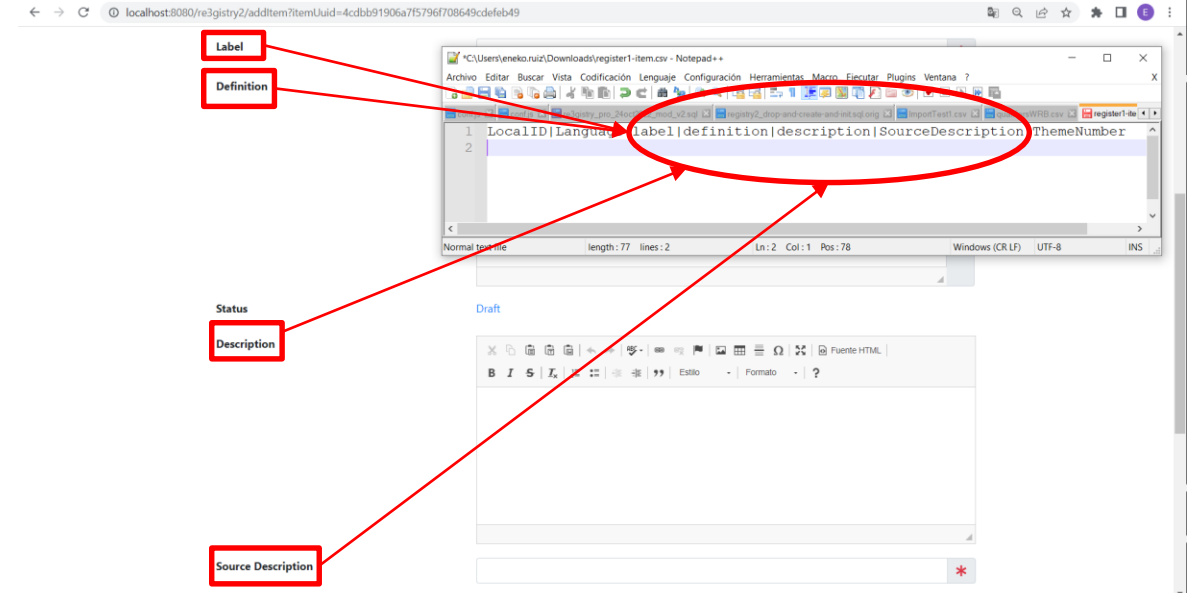 localhost:8080/re3gistry2/addItem?itemUuid=4cdbb91906a7f5796f708649cdefeb49
E
Label
Definition
*C:\Users\eneko.ruiz\Downloads\register1-item.csv - Notepad++
Archivo Editar Buscar Vista Codificación Lenguaje Configuración Herramientas Macro Ejecutar Plugins Ventana ? X
registry2_drop-and-create-and-init.sql.orig ImportTest1.csv register1-ite
1 LocalID|Language|label|definition|description|SourceDescription|ThemeNumber
2
Normal text file length : 77 lines : 2 Ln : 2 Col : 1 Pos : 78 Windows (CR LF) UTF-8 INS
Status Draft
Description
Fuente HTML
B I S Estilo Formato ?
Source Description